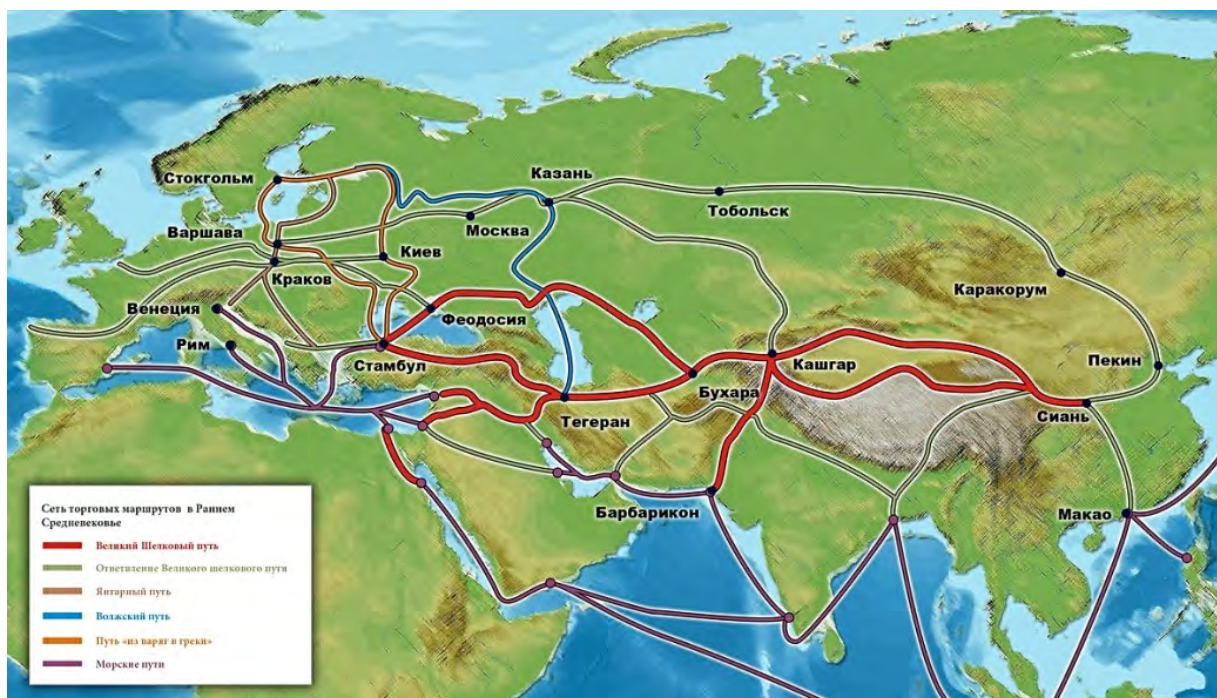 Стокгольм
Казань
Тобольск
Варшава
Москва
Киев
Краков
Каракорум
Венеция
Феодосия
Рим
Стамбул
Кашгар
Пекин
Бухара
Тегеран
Сиань
Барбарикон
Макао
Сеть торговых маршрутов в Раннем
Средневековье
Великий Шелковый путь
Ответвление Великого шелкового пути
Янтарный путь
Волжский путь
Путь «из варяг в греки»
Морские пути